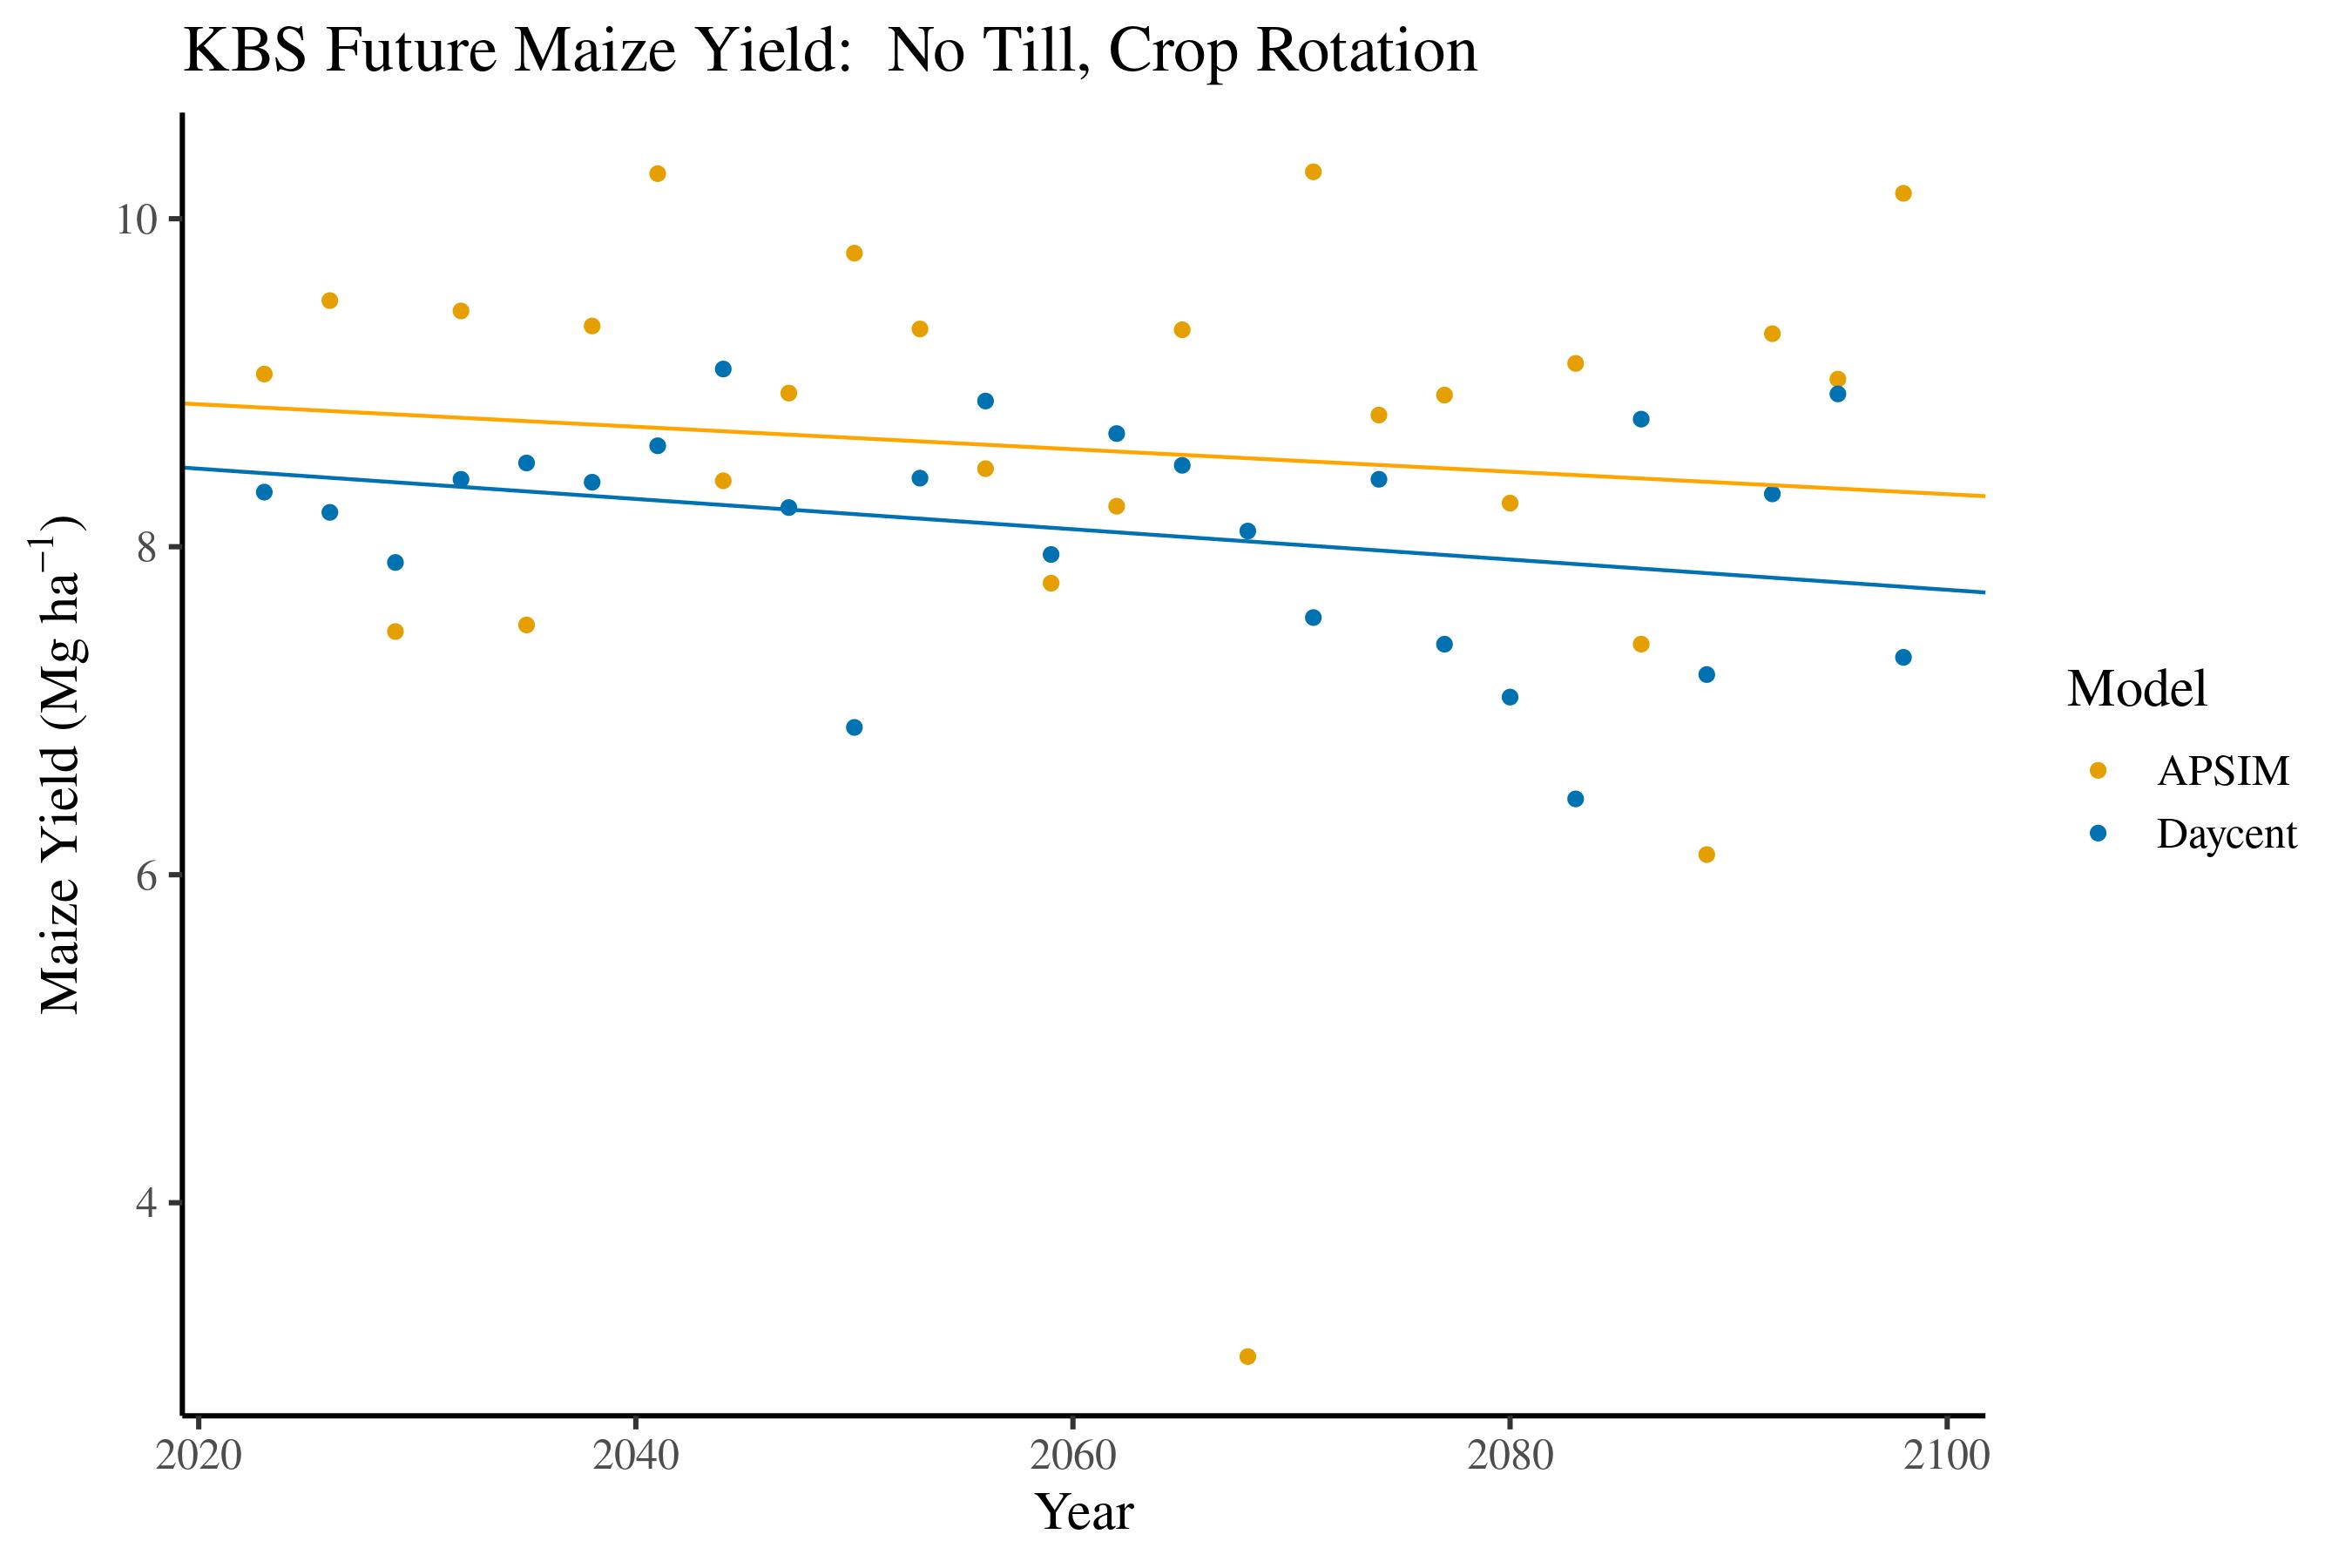 KBS Future Maize Yield:  No Till, Crop Rotation
Maize Yield (Mg ha⁻¹)
10
8
6
4
2020 2040 2060 2080 2100
Year
Model
APSIM
Daycent